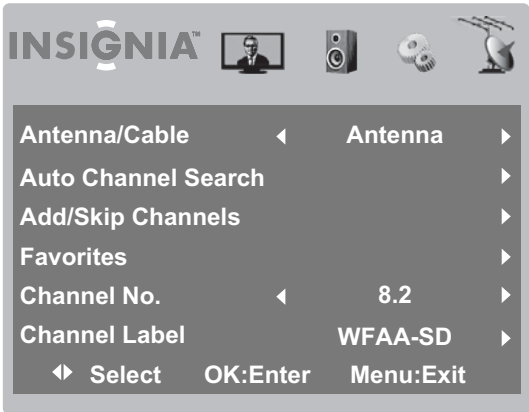 INSIGNIA™
Antenna/Cable Antenna
Auto Channel Search
Add/Skip Channels
Favorites
Channel No. 8.2
Channel Label WFAA-SD
Select OK:Enter Menu:Exit